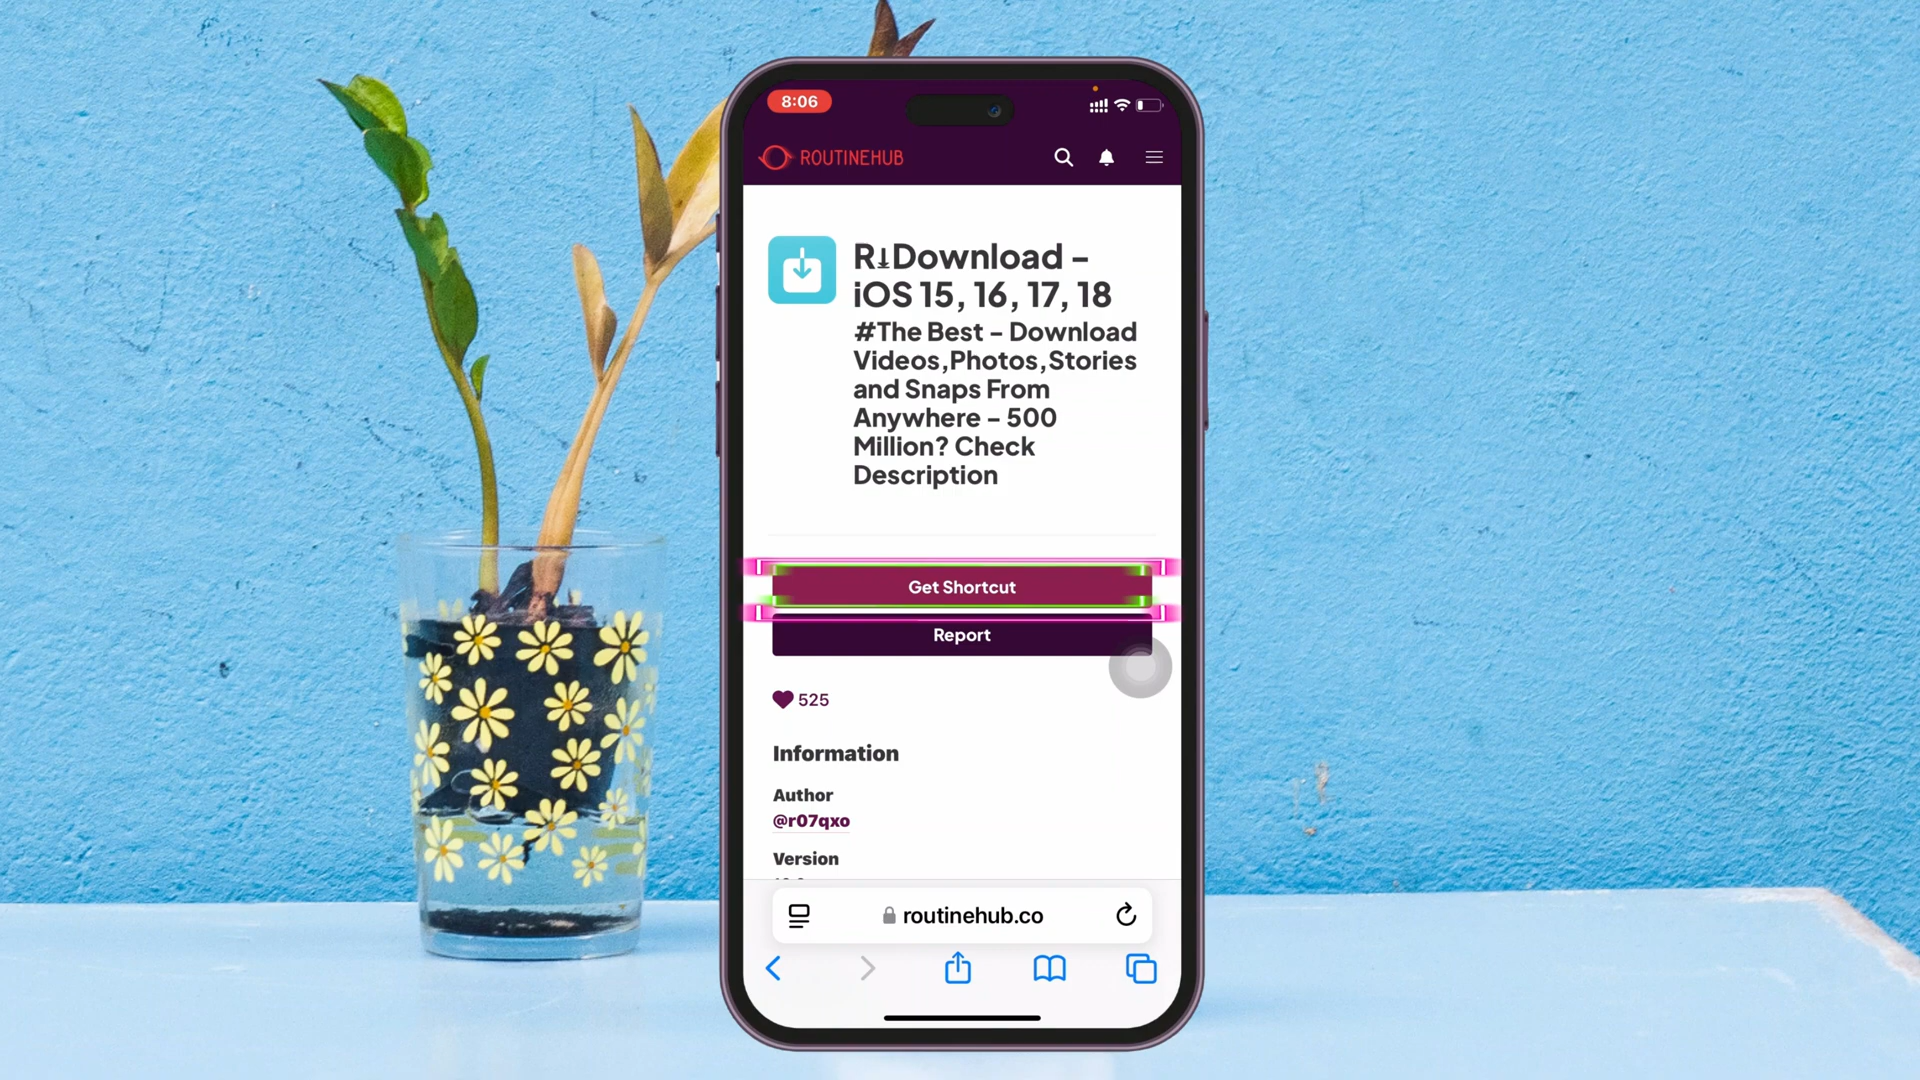 8:06
ROUTINEHUB
R⤓Download –
iOS 15, 16, 17, 18
#The Best – Download
Videos,Photos,Stories
and Snaps From
Anywhere – 500
Million? Check
Description
Get Shortcut
Report
525
Information
Author
@r07qxo
Version
routinehub.co